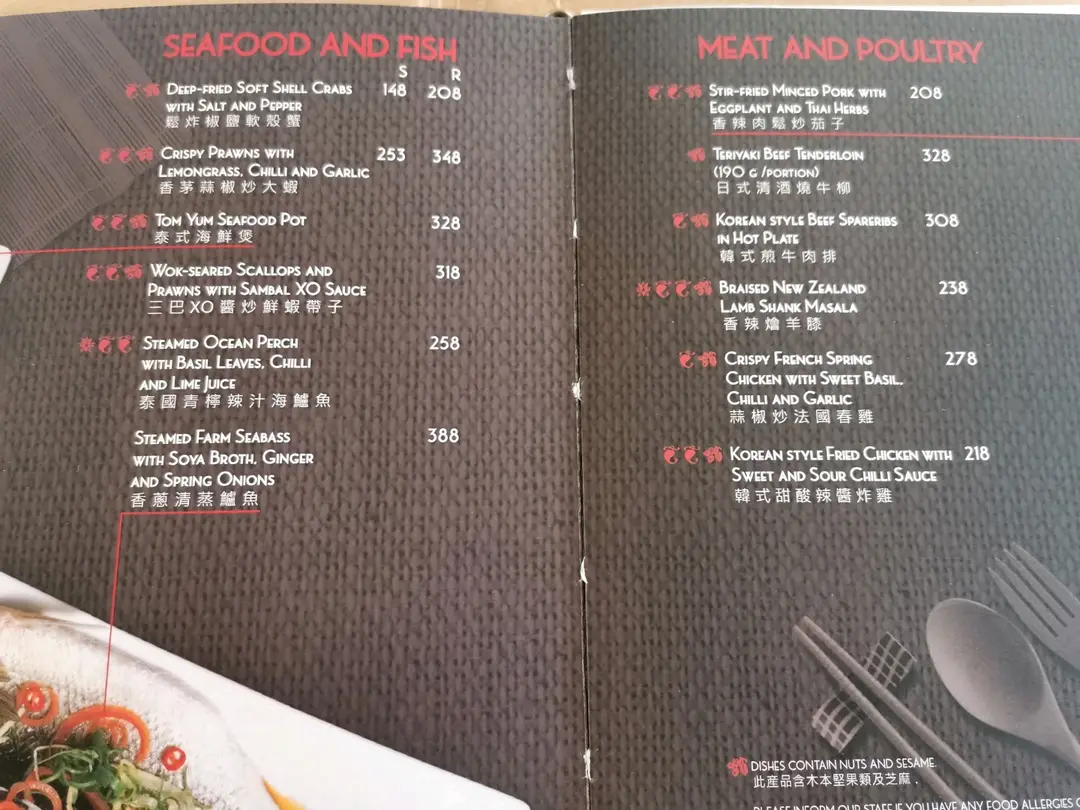 SEAFOOD AND FISH
S R
DEEP-FRIED SOFT SHELL CRABS 148 208
WITH SALT AND PEPPER
鬆炸椒鹽軟殼蟹
CRISPY PRAWNS WITH 253 348
LEMONGRASS, CHILLI AND GARLIC
香茅蒜椒炒大蝦
TOM YUM SEAFOOD POT 328
泰式海鮮煲
WOK-SEARED SCALLOPS AND 318
PRAWNS WITH SAMBAL XO SAUCE
三巴XO醬炒鮮蝦帶子
STEAMED OCEAN PERCH 258
WITH BASIL LEAVES, CHILLI
AND LIME JUICE
泰國青檸辣汁海鱸魚
STEAMED FARM SEABASS 388
WITH SOYA BROTH, GINGER
AND SPRING ONIONS
香蔥清蒸鱸魚
MEAT AND POULTRY
STIR-FRIED MINCED PORK WITH 208
EGGPLANT AND THAI HERBS
香辣肉鬆炒茄子
TERIYAKI BEEF TENDERLOIN 328
(190 G /PORTION)
日式清酒燒牛柳
KOREAN STYLE BEEF SPARERIBS 308
IN HOT PLATE
韓式煎牛肉排
BRAISED NEW ZEALAND 238
LAMB SHANK MASALA
香辣燴羊膝
CRISPY FRENCH SPRING 278
CHICKEN WITH SWEET BASIL,
CHILLI AND GARLIC
蒜椒炒法國春雞
KOREAN STYLE FRIED CHICKEN WITH 218
SWEET AND SOUR CHILLI SAUCE
韓式甜酸辣醬炸雞
DISHES CONTAIN NUTS AND SESAME.
此產品含木本堅果類及芝麻.
PLEASE INFORM OUR STAFF IF YOU HAVE ANY FOOD ALLERGIES